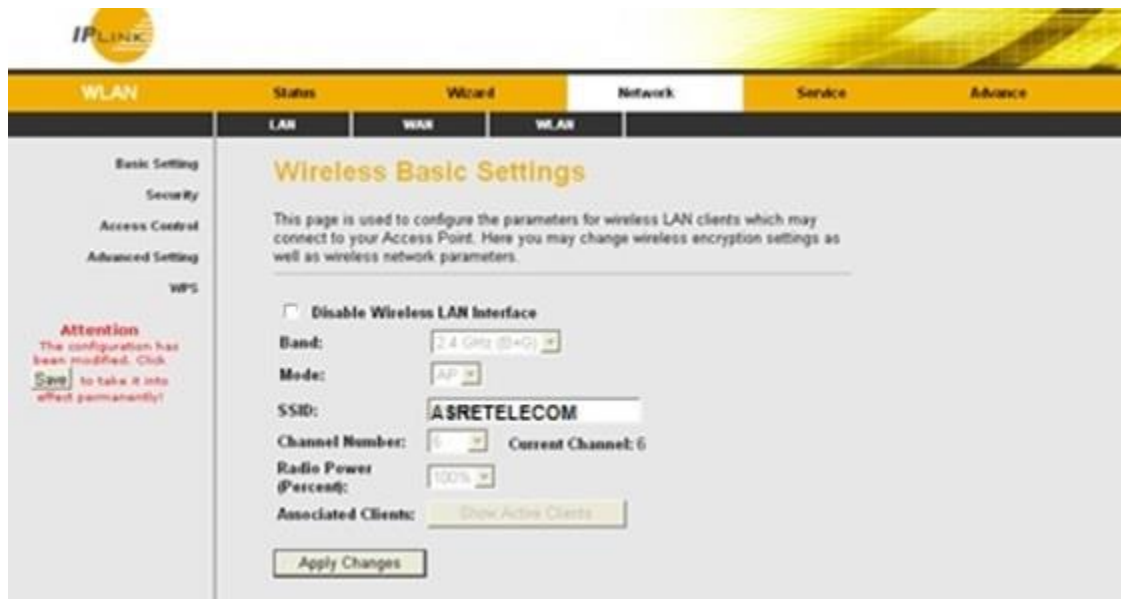 IPLINK
WLAN Status Wizard Network Service Advance
LAN WAN WLAN
Basic Setting
Security
Access Control
Advanced Setting
WPS
Attention
The configuration has
been modified. Click
Save to take it into
effect permanently!
Wireless Basic Settings
This page is used to configure the parameters for wireless LAN clients which may
connect to your Access Point. Here you may change wireless encryption settings as
well as wireless network parameters.
Disable Wireless LAN Interface
Band: 2.4 GHz (B+G)
Mode: AP
SSID: ASRETELECOM
Channel Number: 6 Current Channel: 6
Radio Power
(Percent): 100%
Associated Clients: Show Active Clients
Apply Changes